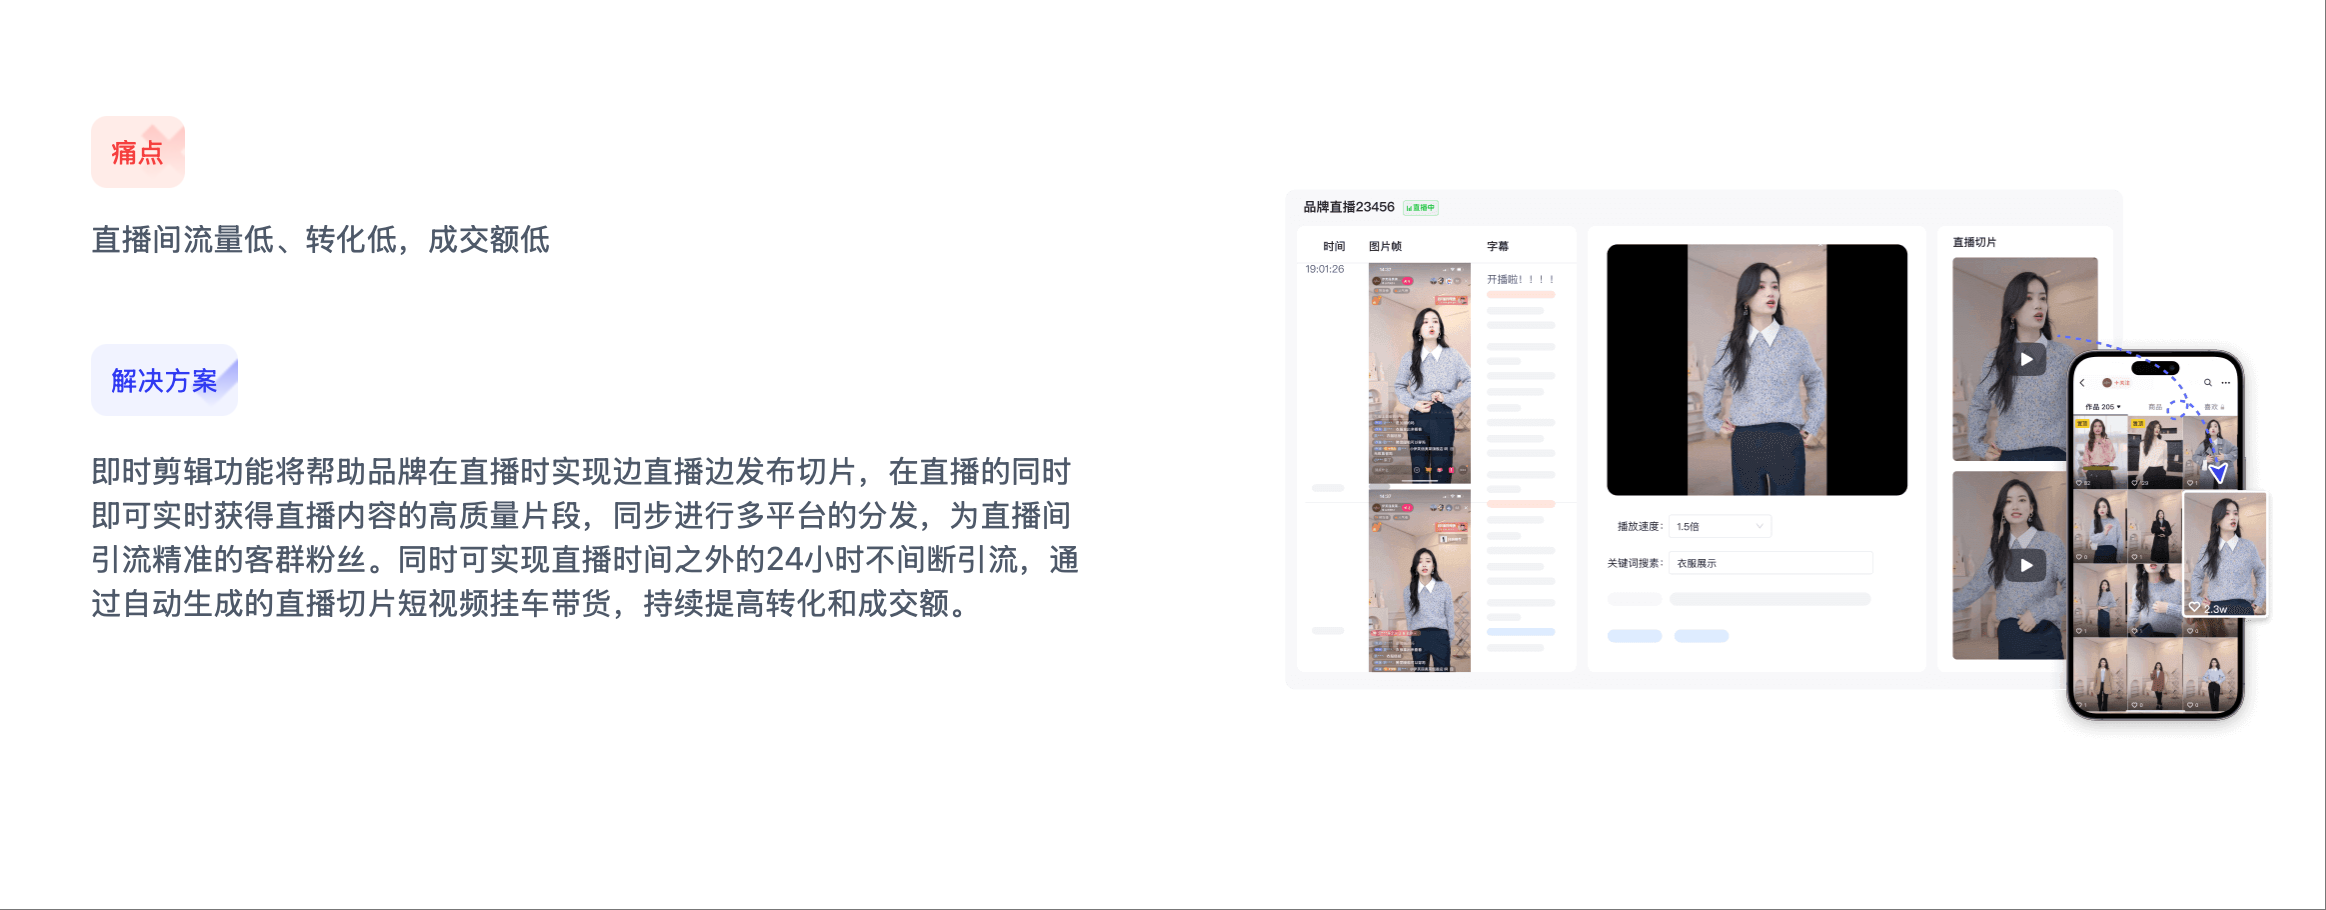 痛点
直播间流量低、转化低，成交额低
解决方案
即时剪辑功能将帮助品牌在直播时实现边直播边发布切片，在直播的同时
即可实时获得直播内容的高质量片段，同步进行多平台的分发，为直播间
引流精准的客群粉丝。同时可实现直播时间之外的24小时不间断引流，通
过自动生成的直播切片短视频挂车带货，持续提高转化和成交额。
品牌直播23456 直播中
时间 图片帧 字幕
19:01:26
开播啦！！！！
播放速度： 1.5倍
关键词搜素： 衣服展示
直播切片
+关注
作品 205 商品 喜欢
置顶 置顶
2.3w